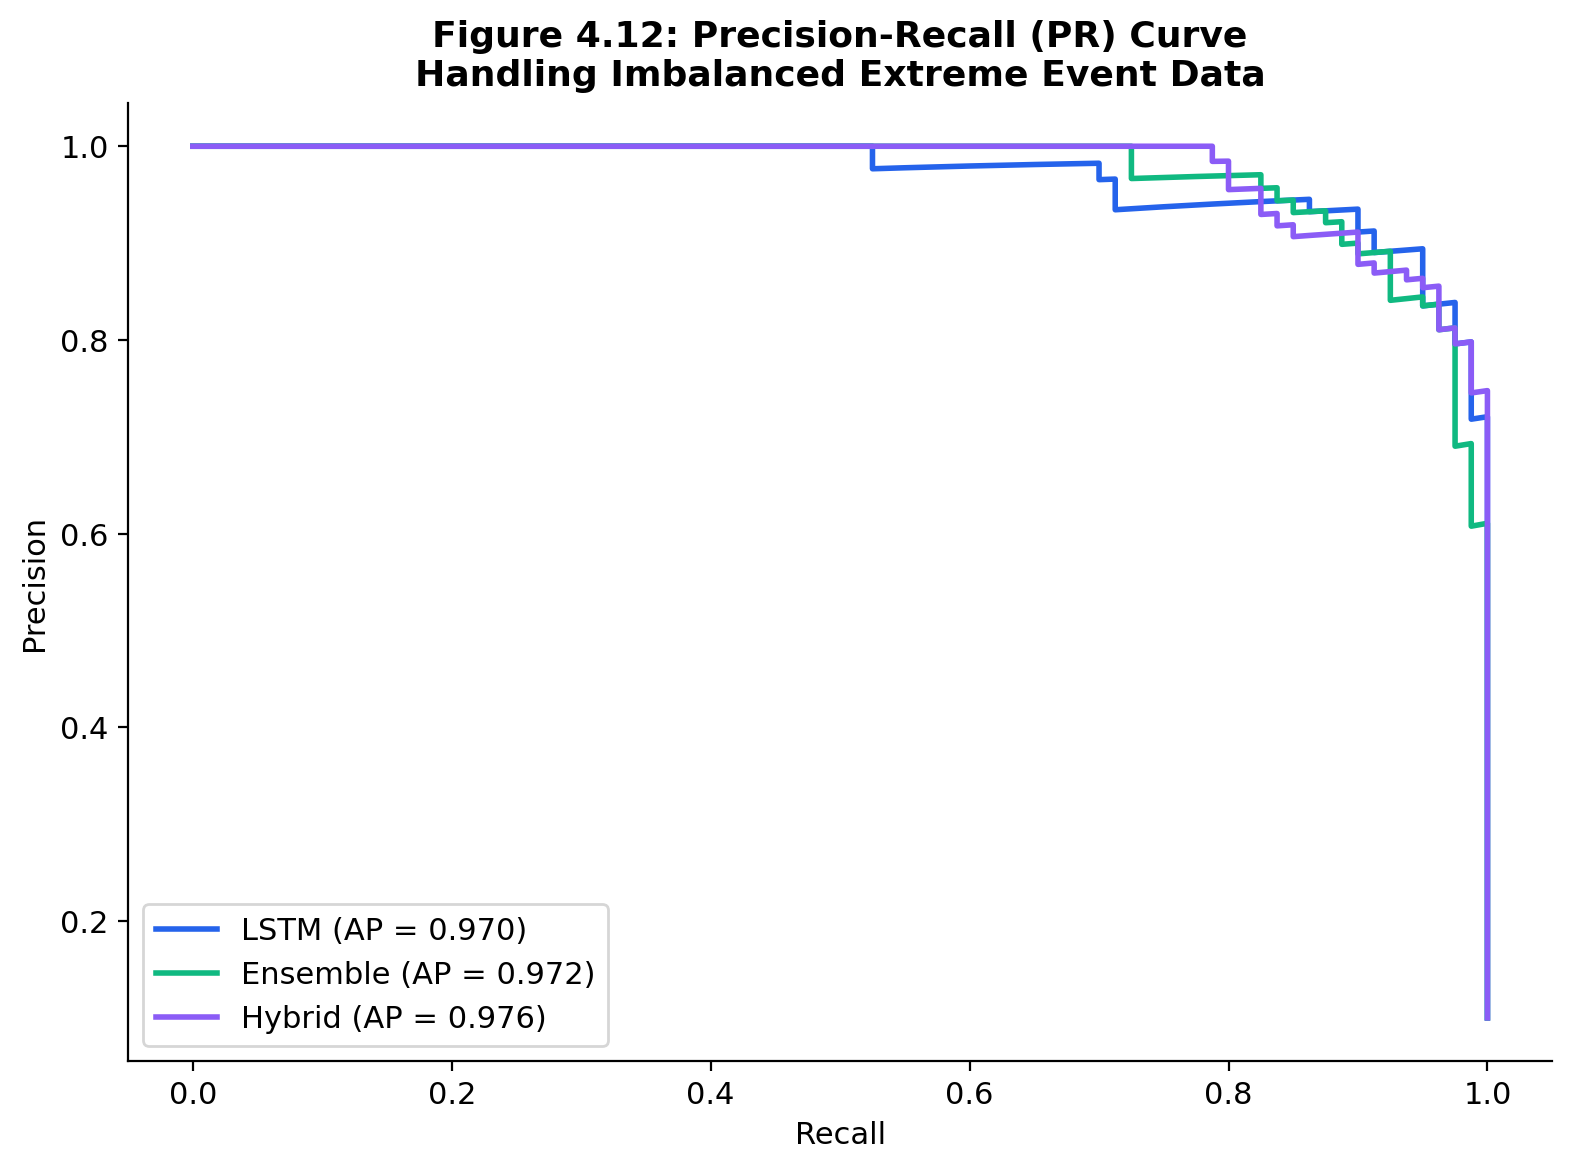 Figure 4.12: Precision-Recall (PR) Curve
Handling Imbalanced Extreme Event Data
1.0
0.8
0.6
0.4
0.2
Precision
LSTM (AP = 0.970)
Ensemble (AP = 0.972)
Hybrid (AP = 0.976)
0.0 0.2 0.4 0.6 0.8 1.0
Recall